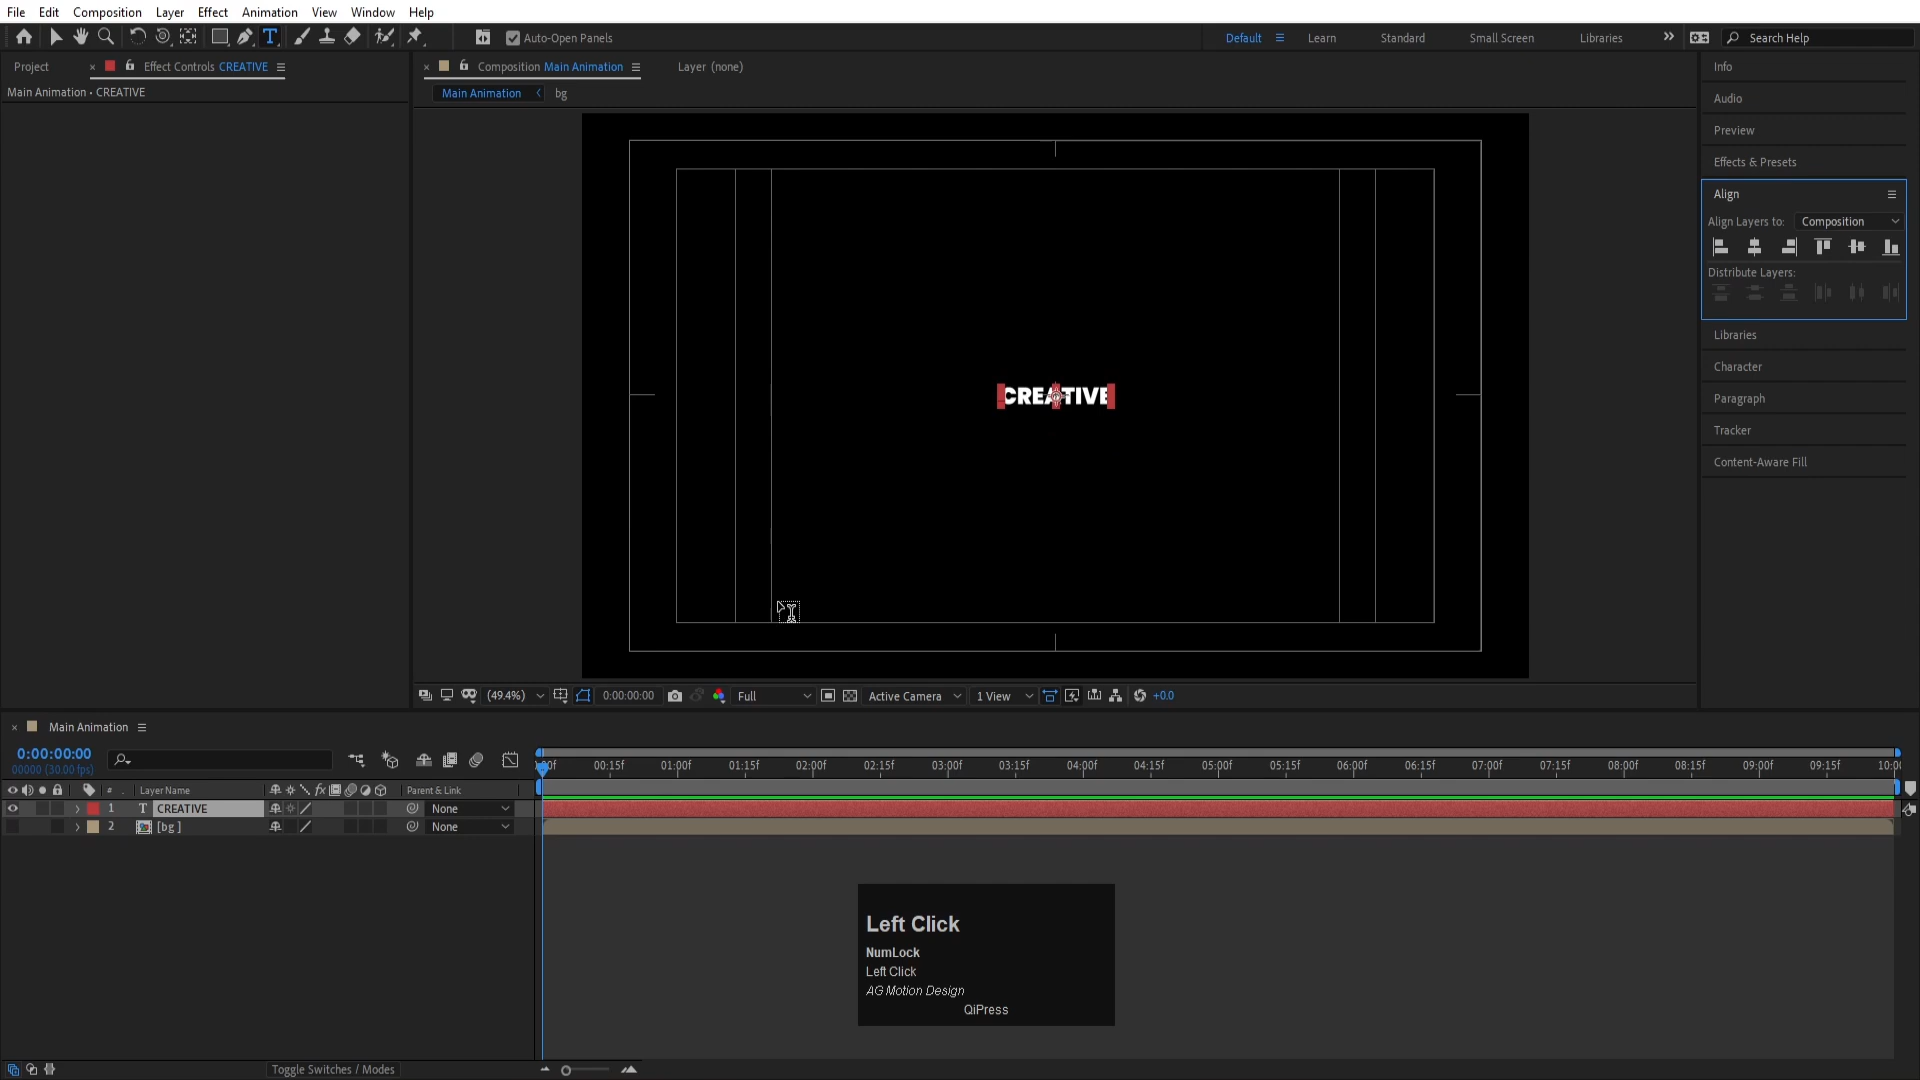 File Edit Composition Layer Effect Animation View Window Help
Auto-Open Panels Default Learn Standard Small Screen Libraries Search Help
Project Effect Controls CREATIVE Composition Main Animation Layer (none)
Main Animation • CREATIVE
Main Animation bg
Info
Audio
Preview
Effects & Presets
Align
Align Layers to: Composition
Distribute Layers:
Libraries
Character
Paragraph
Tracker
Content-Aware Fill
CREATIVE
(49.4%) 0:00:00:00 Full Active Camera 1 View +0.0
Main Animation
0:00:00:00
00000 (30.00 fps)
00:15f 01:00f 01:15f 02:00f 02:15f 03:00f 03:15f 04:00f 04:15f 05:00f 05:15f 06:00f 06:15f 07:00f 07:15f 08:00f 08:15f 09:00f 09:15f 10:0
# Layer Name fx Parent & Link
1 T CREATIVE None
2 [bg] None
Left Click
NumLock
Left Click
AG Motion Design
QiPress
Toggle Switches / Modes